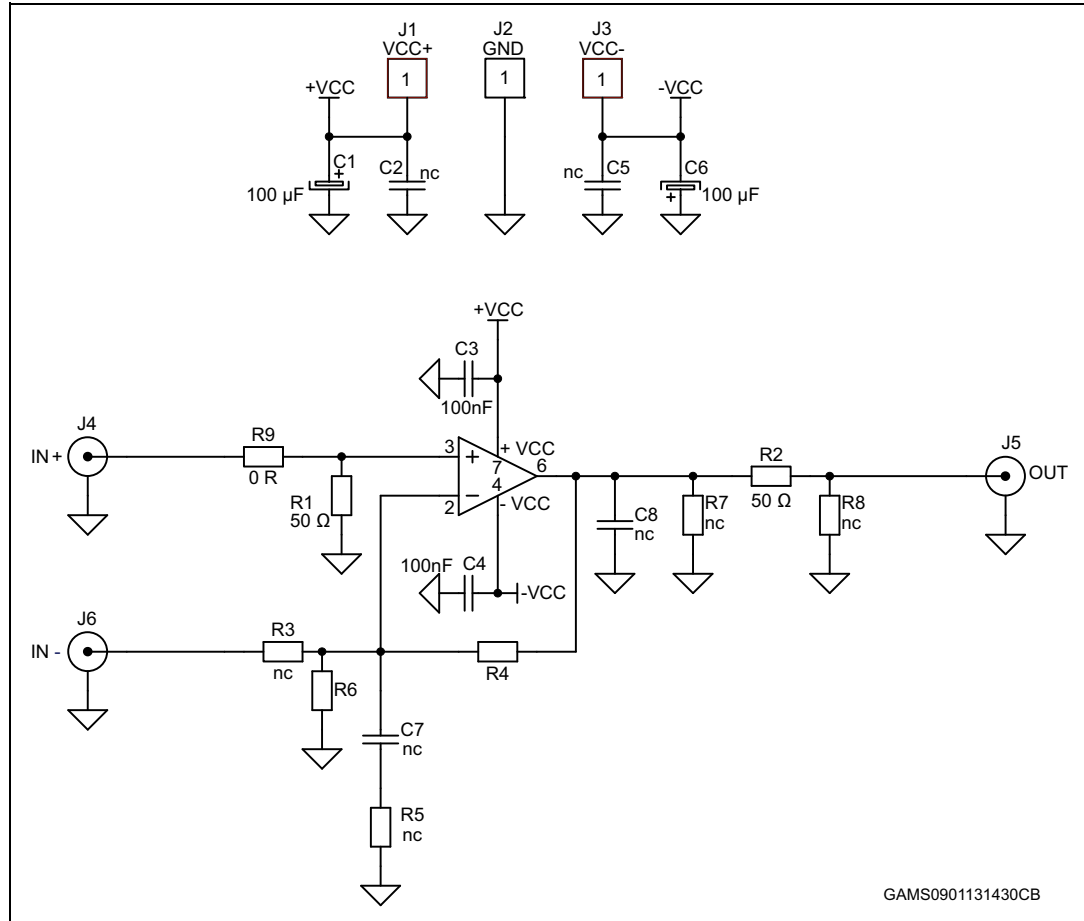 J1
VCC+
1
J2
GND
1
J3
VCC-
1
+VCC
-VCC
C1
+
100 µF
C2
nc
nc
C5
C6
+
100 µF
+VCC
C3
100nF
J4
IN +
R9
0 R
R1
50 Ω
3
+
+ VCC
7
6
4
- VCC
2
−
100nF
C4
-VCC
C8
nc
R7
nc
R2
50 Ω
R8
nc
J5
OUT
J6
IN -
R3
nc
R6
R4
C7
nc
R5
nc
GAMS0901131430CB